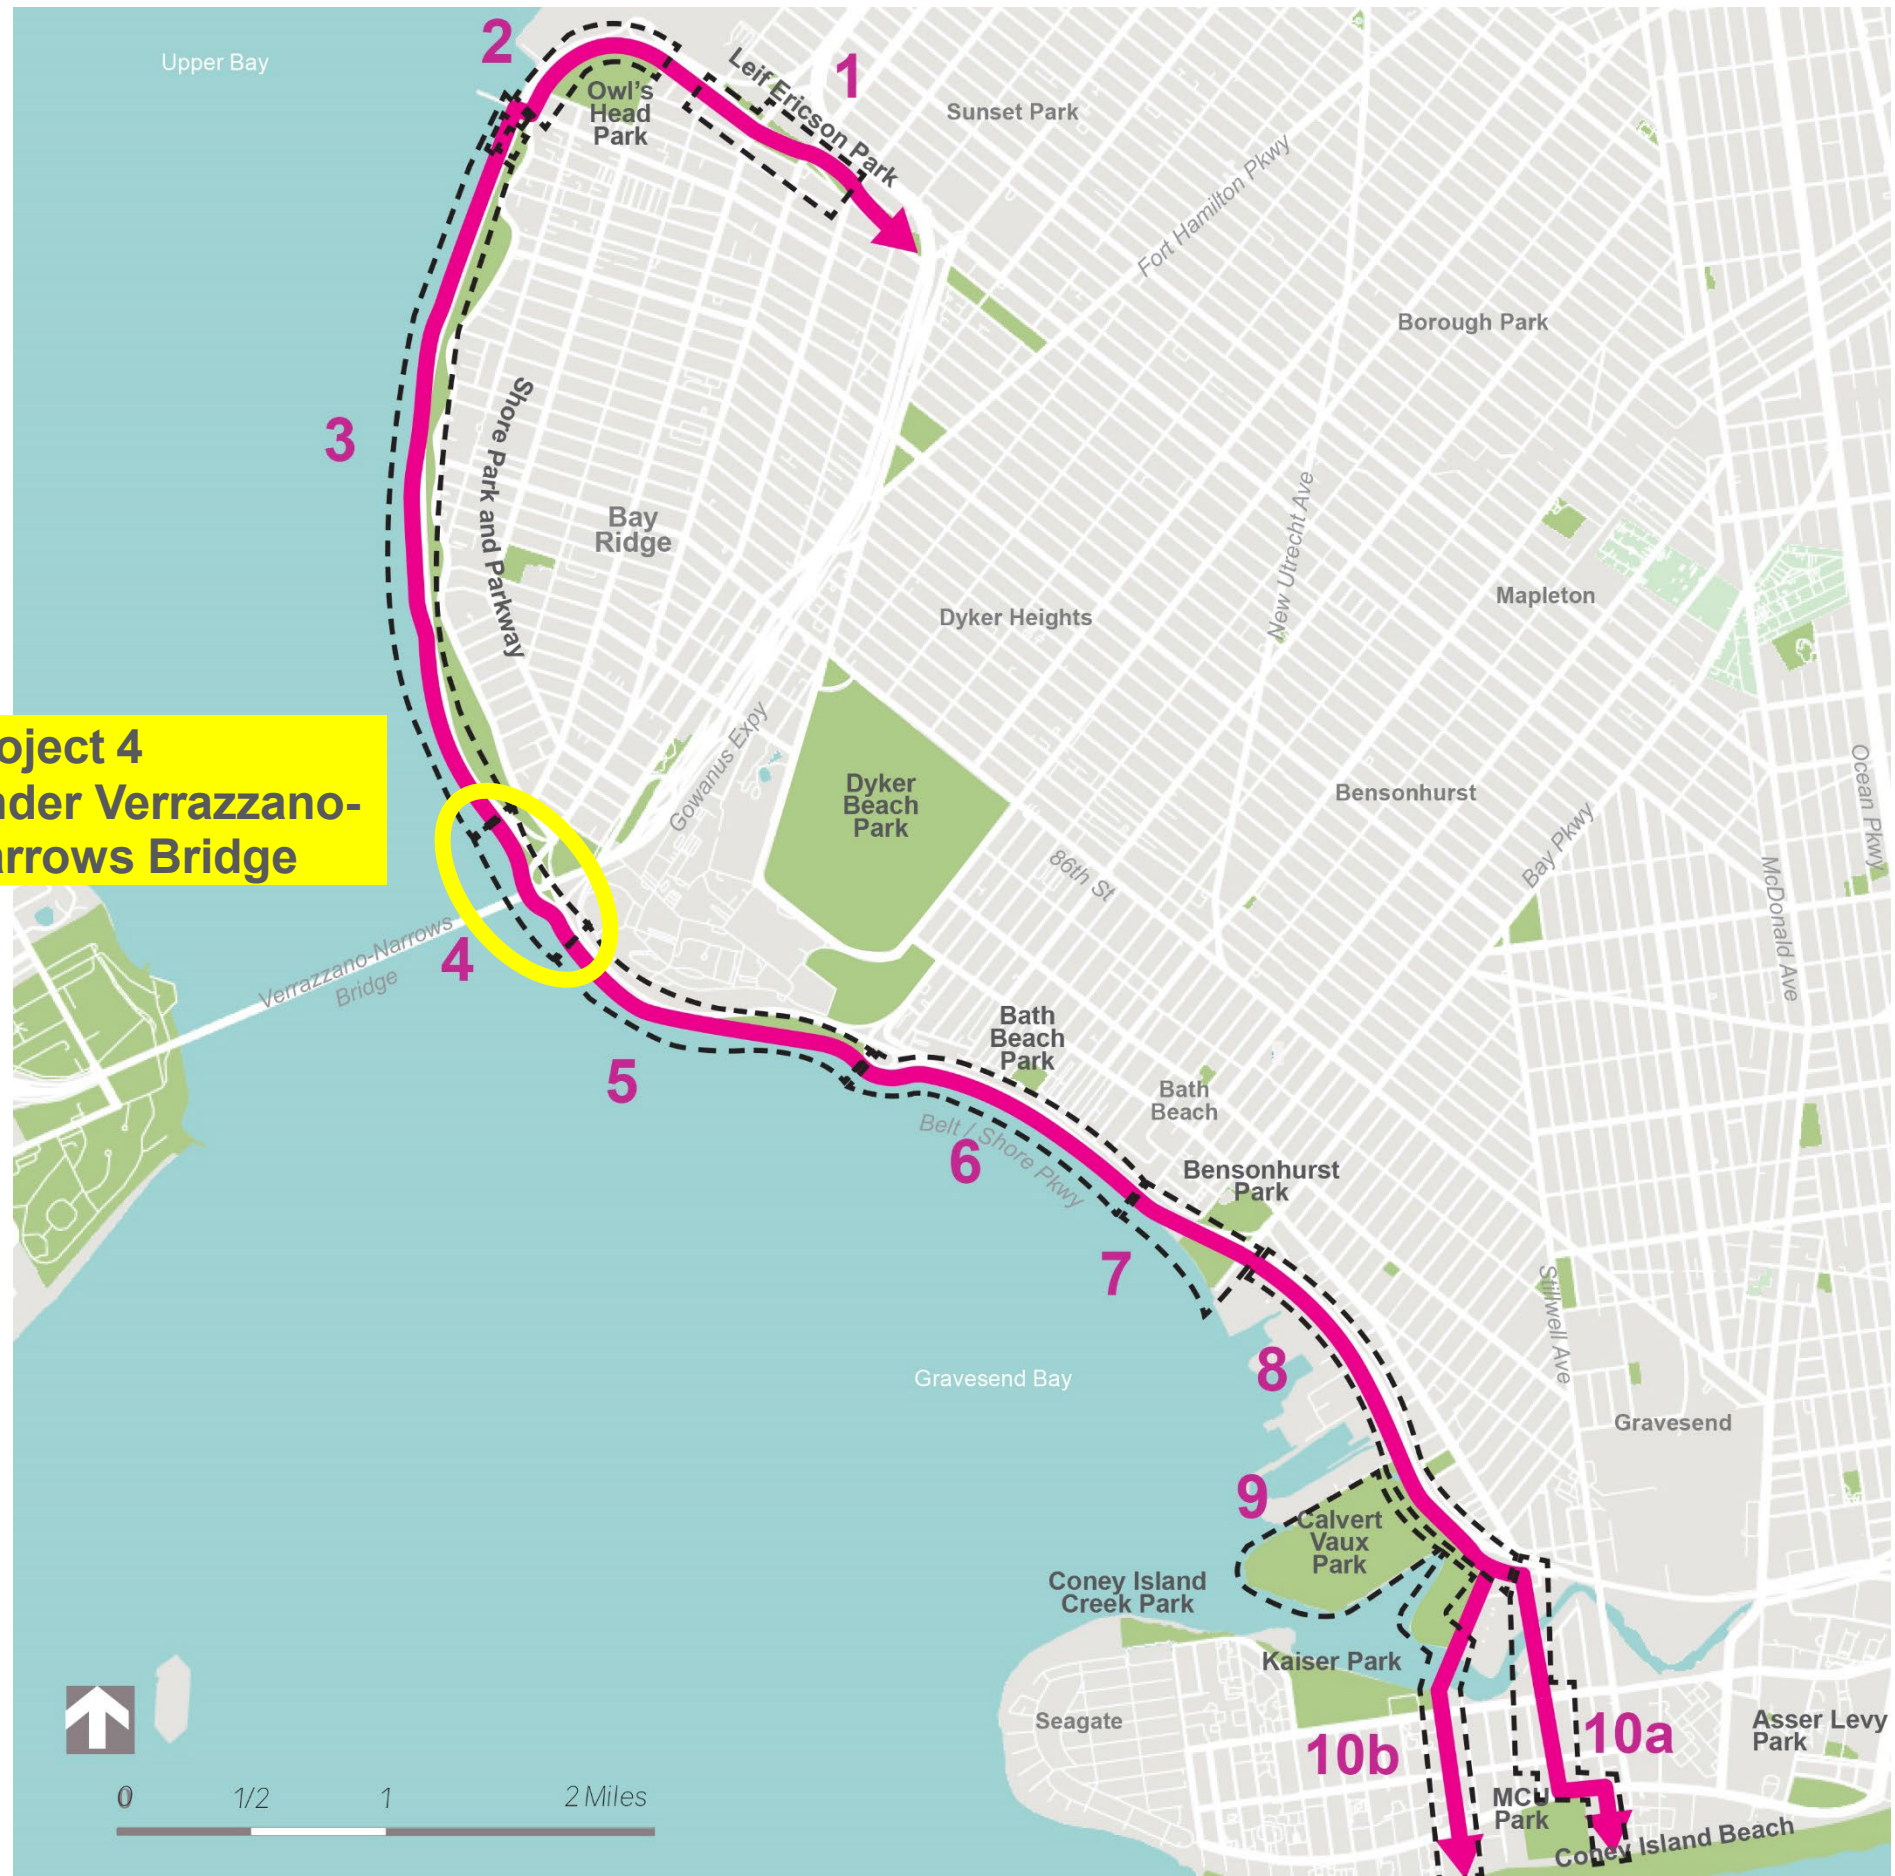 2
1
Upper Bay
Leif Ericson Park
Owl's
Head
Park
Sunset Park
Fort Hamilton Pkwy
Borough Park
3
Shore Park and Parkway
Bay
Ridge
New Utrecht Ave
Mapleton
Dyker Heights
oject 4
nder Verrazzano-
arrows Bridge
Gowanus Expy
Dyker
Beach
Park
Bensonhurst
Ocean Pkwy
86th St
Bay Pkwy
McDonald Ave
Verrazzano-Narrows
Bridge
4
Bath
Beach
Park
5
Bath
Beach
Belt / Shore Pkwy
6
Bensonhurst
Park
7
Stillwell Ave
8
Gravesend Bay
Gravesend
9
Calvert
Vaux
Park
Coney Island
Creek Park
Kaiser Park
Seagate
10b
10a
Asser Levy
Park
MCU
Park
Coney Island Beach
0 1/2 1 2 Miles